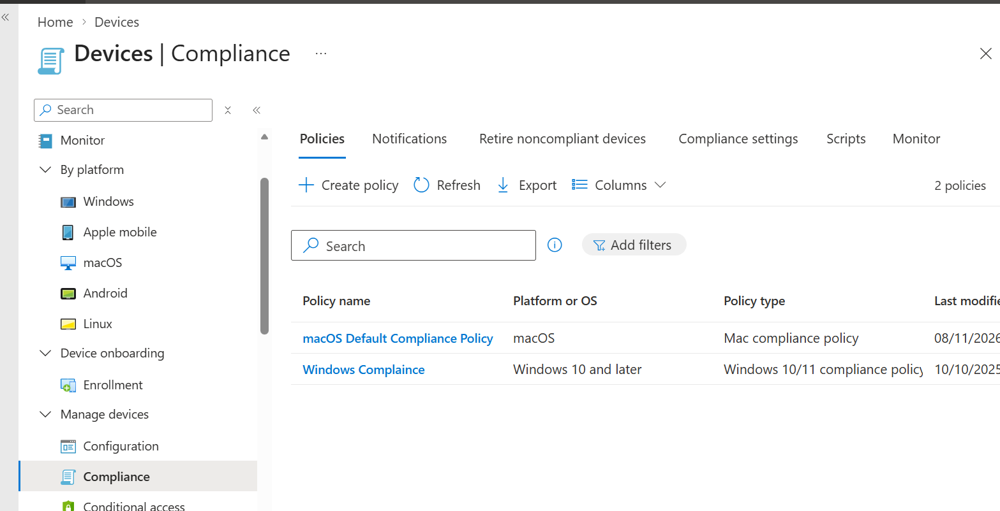 Home > Devices
Devices | Compliance ...
Search
Monitor
By platform
Windows
Apple mobile
macOS
Android
Linux
Device onboarding
Enrollment
Manage devices
Configuration
Compliance
Conditional access
Policies Notifications Retire noncompliant devices Compliance settings Scripts Monitor
Create policy Refresh Export Columns 2 policies
Search Add filters
Policy name Platform or OS Policy type Last modifie
macOS Default Compliance Policy macOS Mac compliance policy 08/11/2026
Windows Complaince Windows 10 and later Windows 10/11 compliance policy 10/10/2025